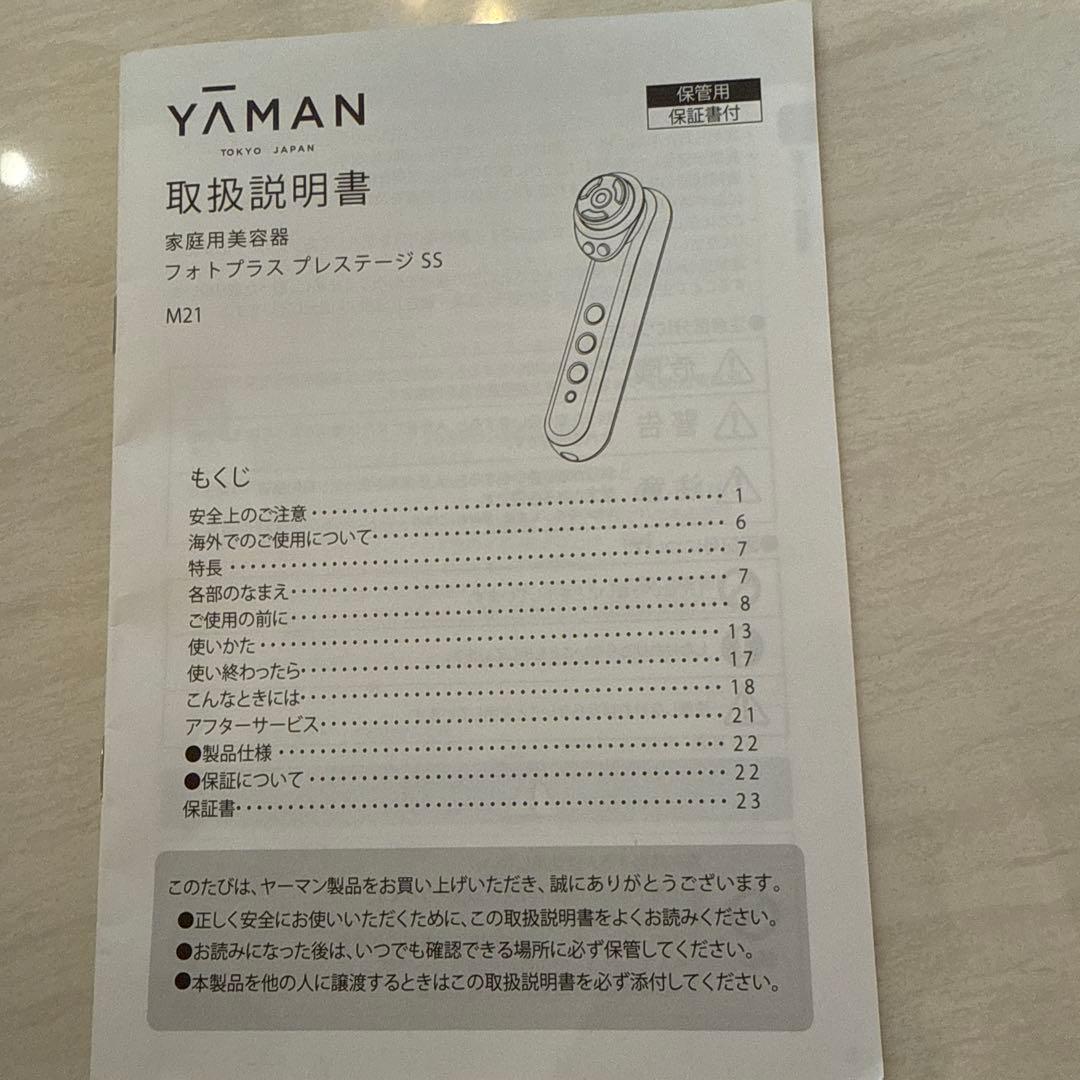 YĀMAN
TOKYO JAPAN
保管用
保証書付
取扱説明書
家庭用美容器
フォトプラス プレステージ SS
M21
もくじ
安全上のご注意・・・・・・・・・・・・・・・・・・・・・・・・・・・・・・ 1
海外でのご使用について・・・・・・・・・・・・・・・・・・・・・・・・・ 6
特長・・・・・・・・・・・・・・・・・・・・・・・・・・・・・・・・・・・ 7
各部のなまえ・・・・・・・・・・・・・・・・・・・・・・・・・・・・・・・ 7
ご使用の前に・・・・・・・・・・・・・・・・・・・・・・・・・・・・・・・ 8
使いかた・・・・・・・・・・・・・・・・・・・・・・・・・・・・・・・・・ 13
使い終わったら・・・・・・・・・・・・・・・・・・・・・・・・・・・・・・ 17
こんなときには・・・・・・・・・・・・・・・・・・・・・・・・・・・・・・ 18
アフターサービス・・・・・・・・・・・・・・・・・・・・・・・・・・・・・ 21
●製品仕様・・・・・・・・・・・・・・・・・・・・・・・・・・・・・・・・ 22
●保証について・・・・・・・・・・・・・・・・・・・・・・・・・・・・・・ 22
保証書・・・・・・・・・・・・・・・・・・・・・・・・・・・・・・・・・・ 23
このたびは、ヤーマン製品をお買い上げいただき、誠にありがとうございます。
●正しく安全にお使いいただくために、この取扱説明書をよくお読みください。
●お読みになった後は、いつでも確認できる場所に必ず保管してください。
●本製品を他の人に譲渡するときはこの取扱説明書を必ず添付してください。